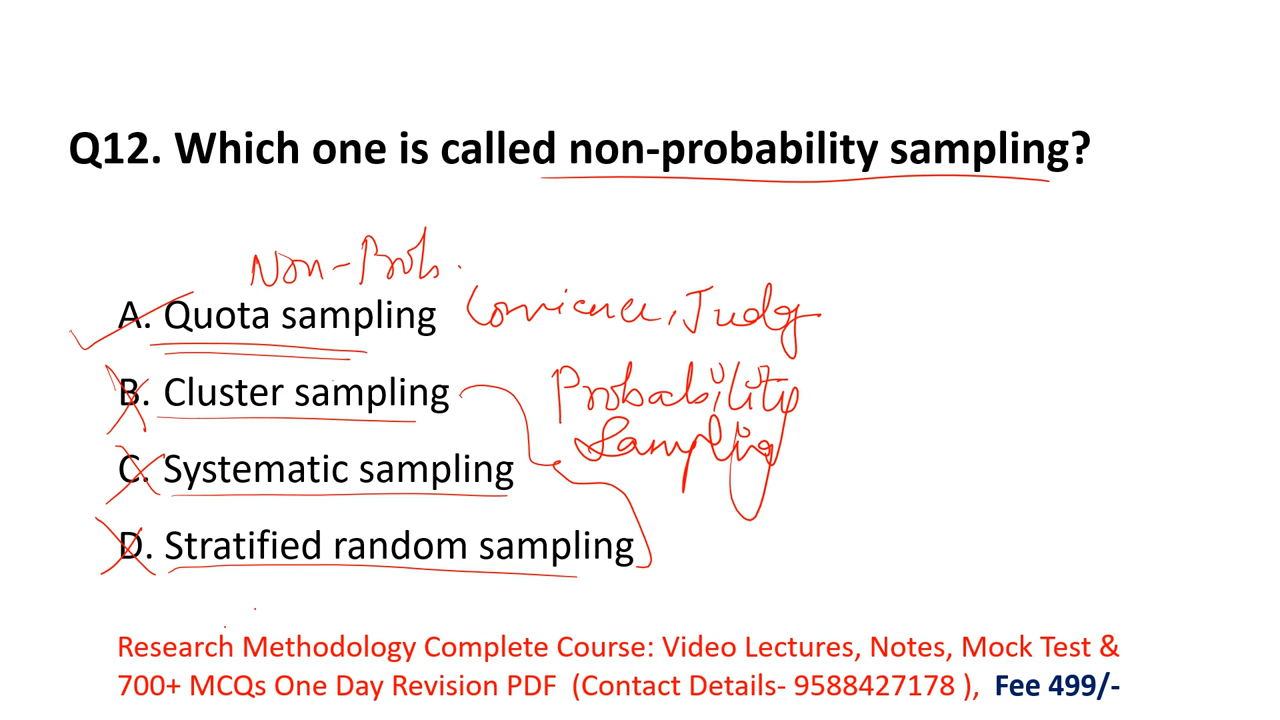 Q12. Which one is called non-probability sampling?
Non-Prob.
A. Quota sampling
Convience, Judg
B. Cluster sampling
Probability
Sampling
C. Systematic sampling
D. Stratified random sampling
Research Methodology Complete Course: Video Lectures, Notes, Mock Test &
700+ MCQs One Day Revision PDF (Contact Details- 9588427178 ), Fee 499/-